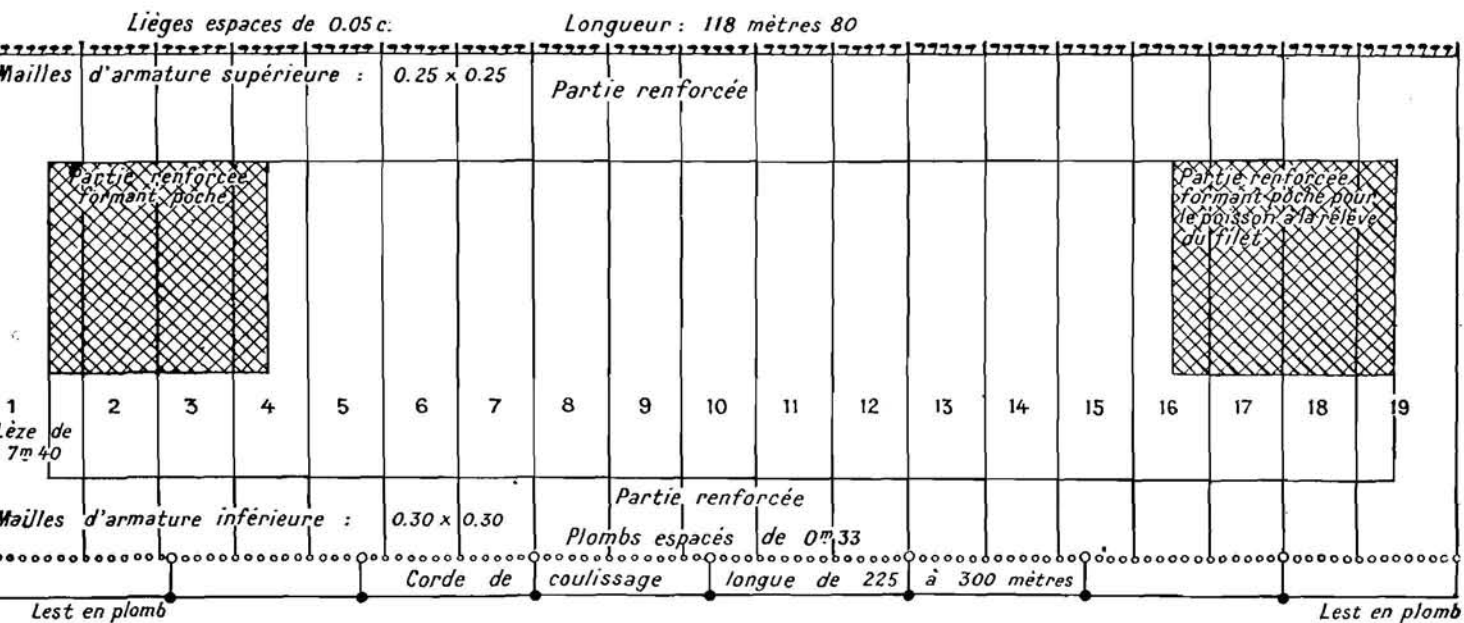 Lièges espaces de 0.05 c.
Longueur : 118 mètres 80
Mailles d'armature supérieure : 0.25 x 0.25
Partie renforcée
Partie renforcée
formant poche
Partie renforcée
formant poche pour
le poisson à la relève
du filet
1 2 3 4 5 6 7 8 9 10 11 12 13 14 15 16 17 18 19
Lèze de
7m 40
Partie renforcée
Mailles d'armature inférieure : 0.30 x 0.30
Plombs espacés de 0m,33
Corde de coulissage longue de 225 à 300 mètres
Lest en plomb
Lest en plomb